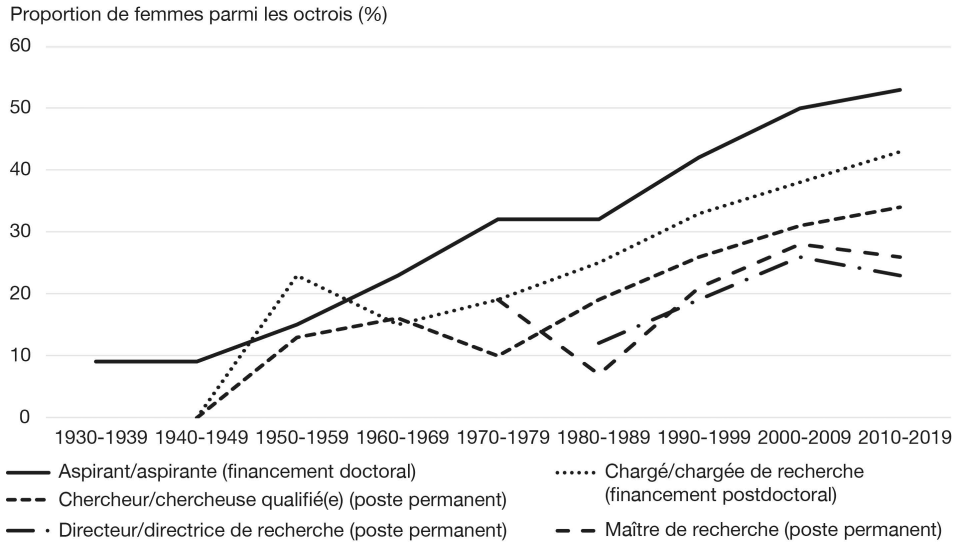 Proportion de femmes parmi les octrois (%)
60
50
40
30
20
10
0
1930-1939 1940-1949 1950-1959 1960-1969 1970-1979 1980-1989 1990-1999 2000-2009 2010-2019
Aspirant/aspirante (financement doctoral)
Chercheur/chercheuse qualifié(e) (poste permanent)
Directeur/directrice de recherche (poste permanent)
Chargé/chargée de recherche
(financement postdoctoral)
Maître de recherche (poste permanent)